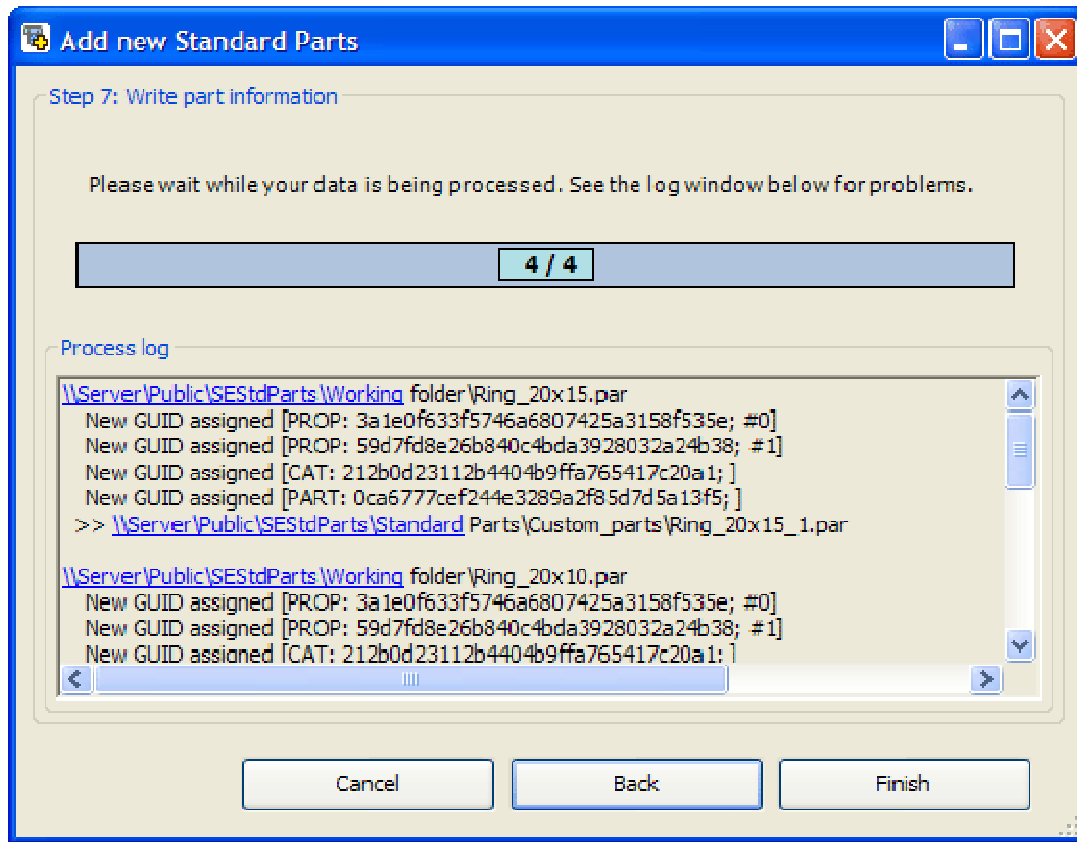 Add new Standard Parts
Step 7: Write part information
Please wait while your data is being processed. See the log window below for problems.
4 / 4
Process log
\\Server\Public\SEStdParts\Working folder\Ring_20x15.par
New GUID assigned [PROP: 3a1e0f633f5746a6807425a3158f535e; #0]
New GUID assigned [PROP: 59d7fd8e26b840c4bda3928032a24b38; #1]
New GUID assigned [CAT: 212b0d23112b4404b9ffa765417c20a1; ]
New GUID assigned [PART: 0ca6777cef244e3289a2f85d7d5a13f5; ]
>> \\Server\Public\SEStdParts\Standard Parts\Custom_parts\Ring_20x15_1.par
\\Server\Public\SEStdParts\Working folder\Ring_20x10.par
New GUID assigned [PROP: 3a1e0f633f5746a6807425a3158f535e; #0]
New GUID assigned [PROP: 59d7fd8e26b840c4bda3928032a24b38; #1]
New GUID assigned [CAT: 212b0d23112b4404b9ffa765417c20a1; ]
Cancel
Back
Finish